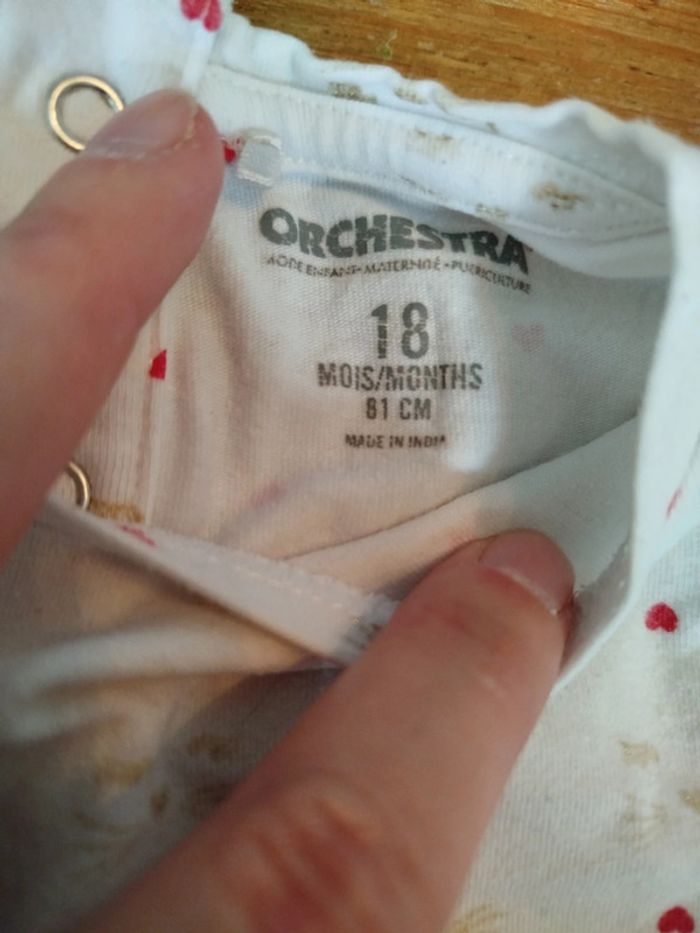 ORCHESTRA
MODE ENFANT-MATERNITÉ-PUÉRICULTURE
18
MOIS/MONTHS
81 CM
MADE IN INDIA